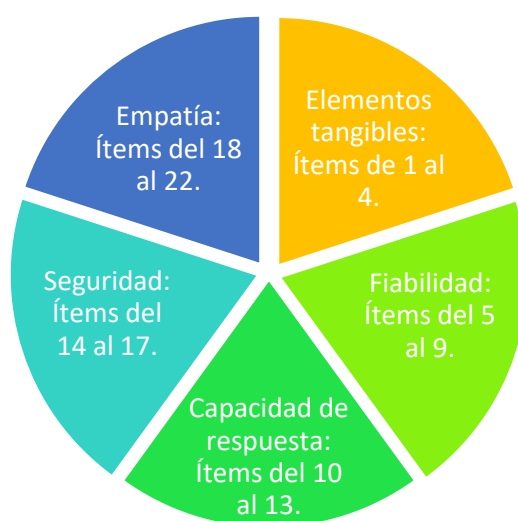 Elementos
tangibles:
Ítems de 1 al
4.
Fiabilidad:
Ítems del 5
al 9.
Capacidad de
respuesta:
Ítems del 10
al 13.
Seguridad:
Ítems del
14 al 17.
Empatía:
Ítems del 18
al 22.